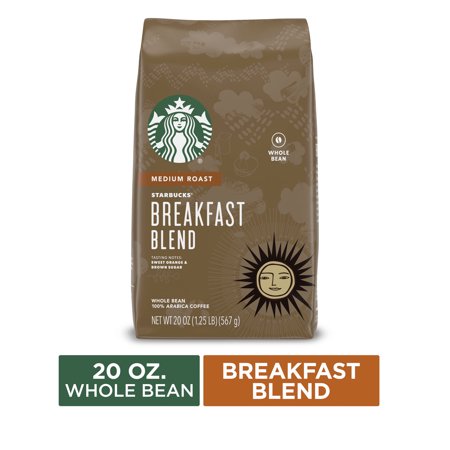 WHOLE
BEAN
MEDIUM ROAST
STARBUCKS®
BREAKFAST
BLEND
TASTING NOTES:
SWEET ORANGE &
BROWN SUGAR
WHOLE BEAN
100% ARABICA COFFEE
NET WT 20 OZ (1.25 LB) (567 g)
20 OZ.
WHOLE BEAN
BREAKFAST
BLEND